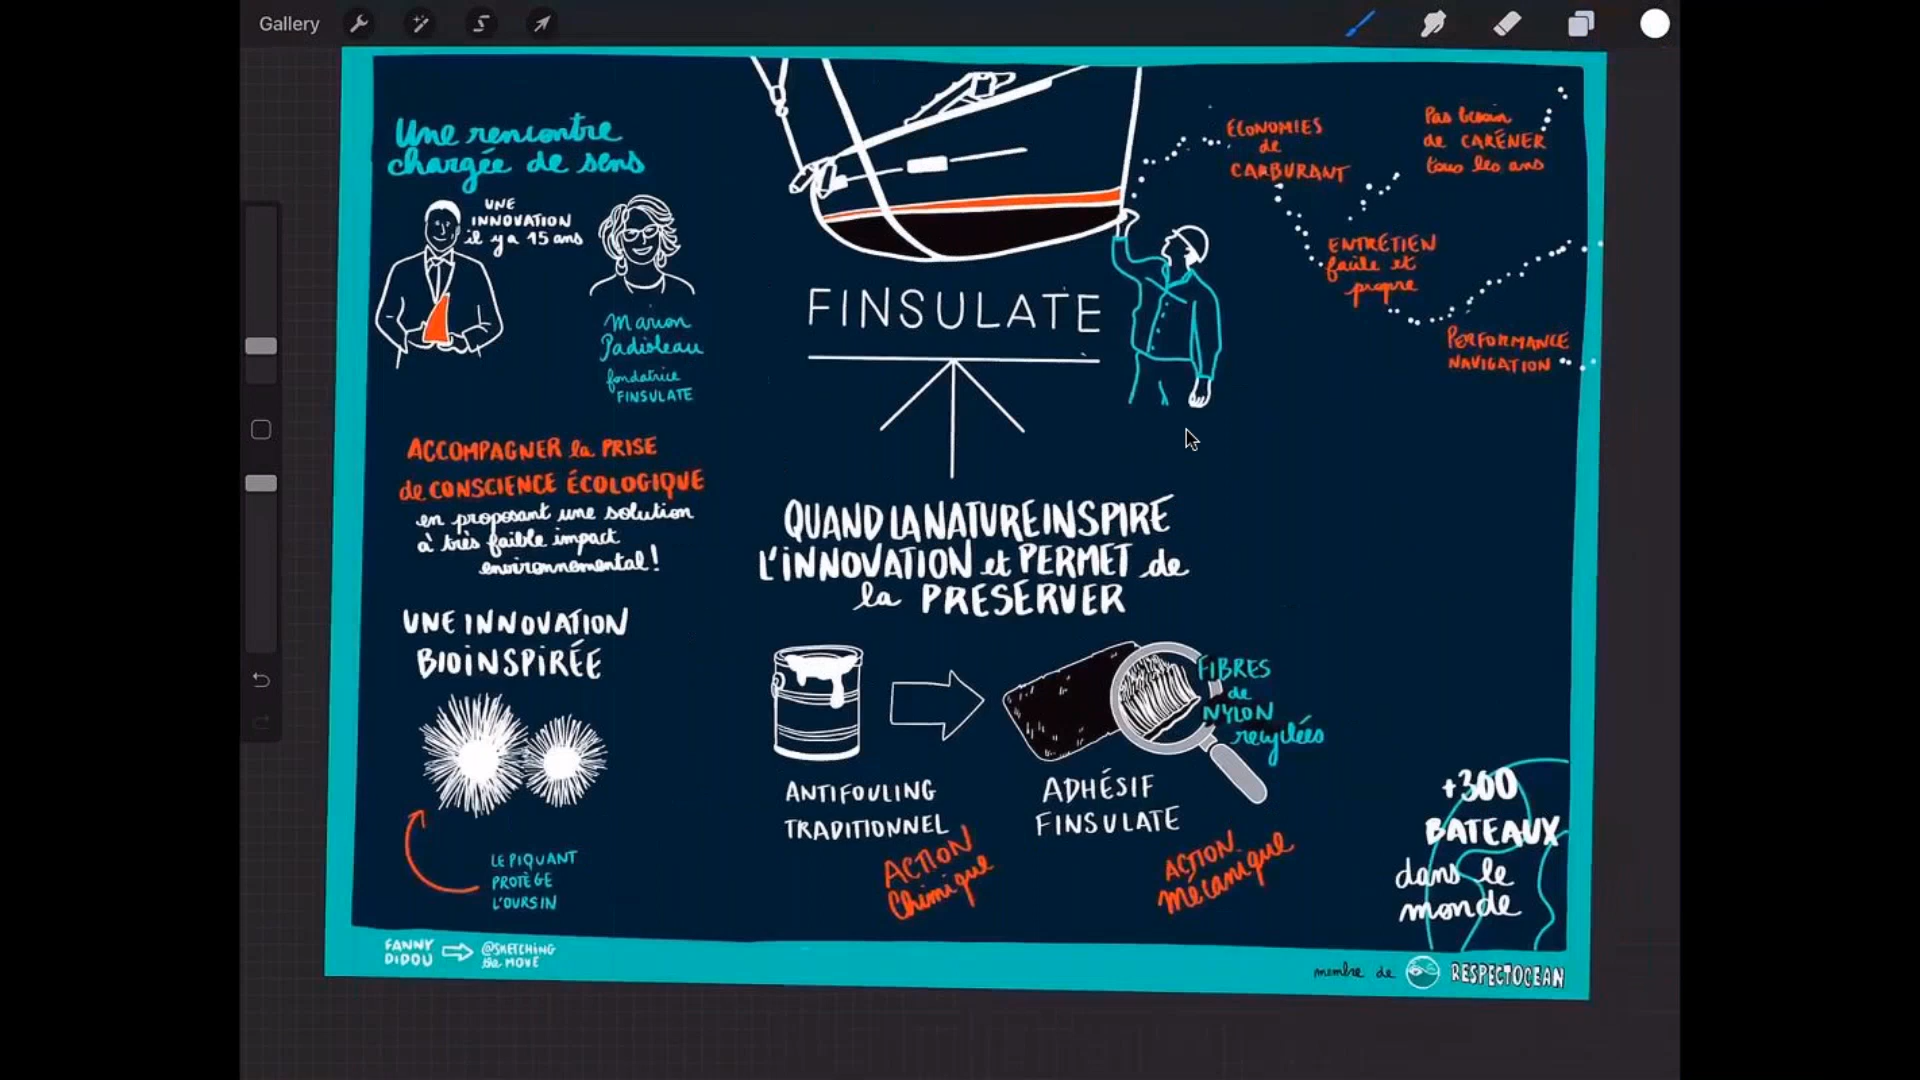 Gallery
Une rencontre
chargée de sens
UNE
INNOVATION
il y a 15 ans
Marion
Padioleau
fondatrice
FINSULATE
ACCOMPAGNER la PRISE
de CONSCIENCE ÉCOLOGIQUE
en proposant une solution
à très faible impact
environnemental !
UNE INNOVATION
BIOINSPIRÉE
LE PIQUANT
PROTÈGE
L'OURSIN
FINSULATE
QUAND LA NATURE INSPIRE
L'INNOVATION et PERMET de
la PRESERVER
ANTIFOULING
TRADITIONNEL
ACTION
Chimique
ADHÉSIF
FINSULATE
ACTION
Mécanique
FIBRES
de
NYLON
recyclées
ECONOMIES
de
CARBURANT
Pas besoin
de CARÉNER
tous les ans
ENTRETIEN
facile et
propre
PERFORMANCE
NAVIGATION
+300
BATEAUX
dans le
monde
FANNY
DIDOU
@SKETCHING
the MOVE
membre de
RESPECTOCEAN